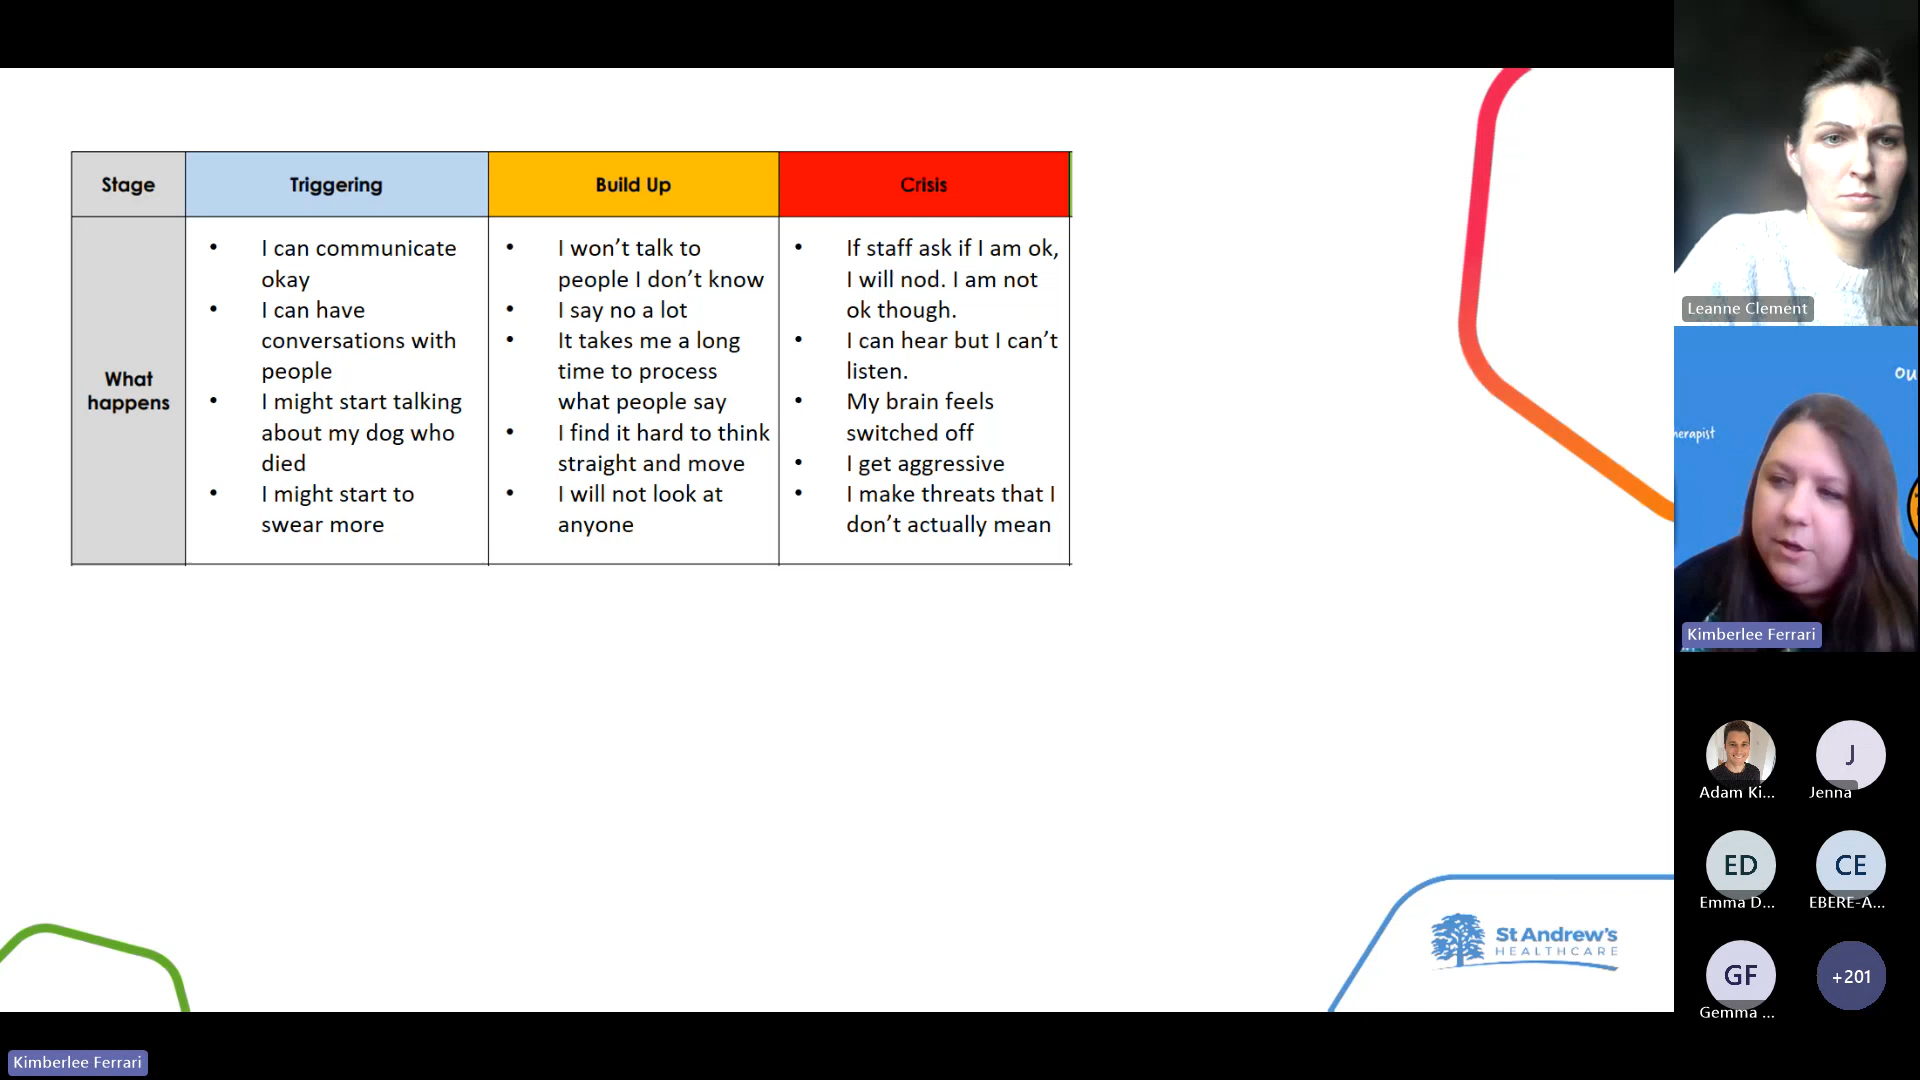 Stage
Triggering
Build Up
Crisis
What
happens
• I can communicate
okay
• I can have
conversations with
people
• I might start talking
about my dog who
died
• I might start to
swear more
• I won’t talk to
people I don’t know
• I say no a lot
• It takes me a long
time to process
what people say
• I find it hard to think
straight and move
• I will not look at
anyone
• If staff ask if I am ok,
I will nod. I am not
ok though.
• I can hear but I can’t
listen.
• My brain feels
switched off
• I get aggressive
• I make threats that I
don’t actually mean
St Andrew’s
HEALTHCARE
Leanne Clement
ou
herapist
Kimberlee Ferrari
Adam Ki...
J
Jenna
ED
Emma D...
CE
EBERE-A...
GF
Gemma ...
+201
Kimberlee Ferrari